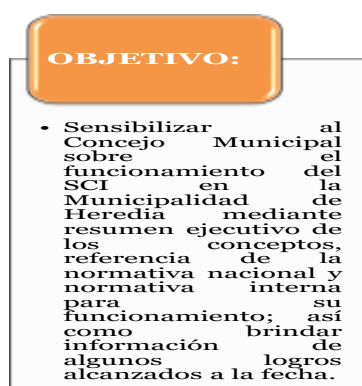 OBJETIVO:
• Sensibilizar al
Concejo Municipal
sobre el
funcionamiento del
SCI en la
Municipalidad de
Heredia mediante
resumen ejecutivo de
los conceptos,
referencia de la
normativa nacional y
normativa interna
para su
funcionamiento; así
como brindar
información de
algunos logros
alcanzados a la fecha.